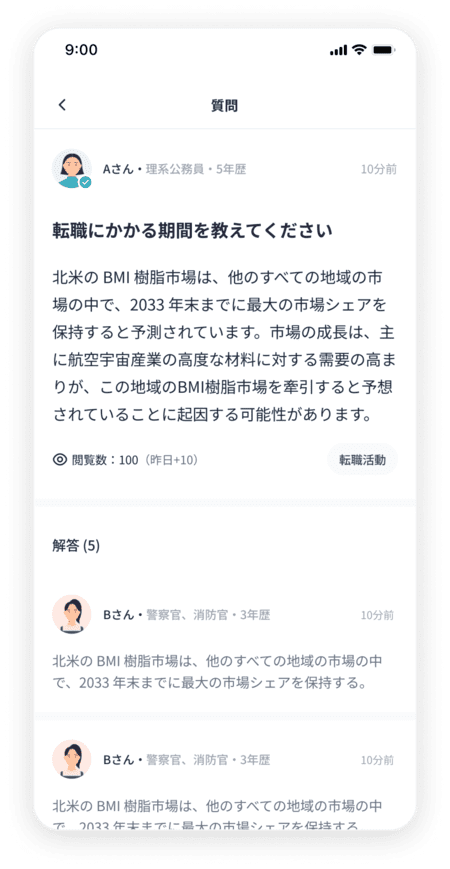 9:00
質問
Aさん・理系公務員・5年歴
10分前
転職にかかる期間を教えてください
北米の BMI 樹脂市場は、他のすべての地域の市
場の中で、2033 年末までに最大の市場シェアを
保持すると予測されています。市場の成長は、主
に航空宇宙産業の高度な材料に対する需要の高ま
りが、この地域のBMI樹脂市場を牽引すると予想
されていることに起因する可能性があります。
閲覧数：100（昨日+10）
転職活動
解答 (5)
Bさん・警察官、消防官・3年歴
10分前
北米の BMI 樹脂市場は、他のすべての地域の市場の中
で、2033 年末までに最大の市場シェアを保持する。
Bさん・警察官、消防官・3年歴
10分前
北米の BMI 樹脂市場は、他のすべての地域の市場の中
で、2033 年末までに最大の市場シェアを保持する